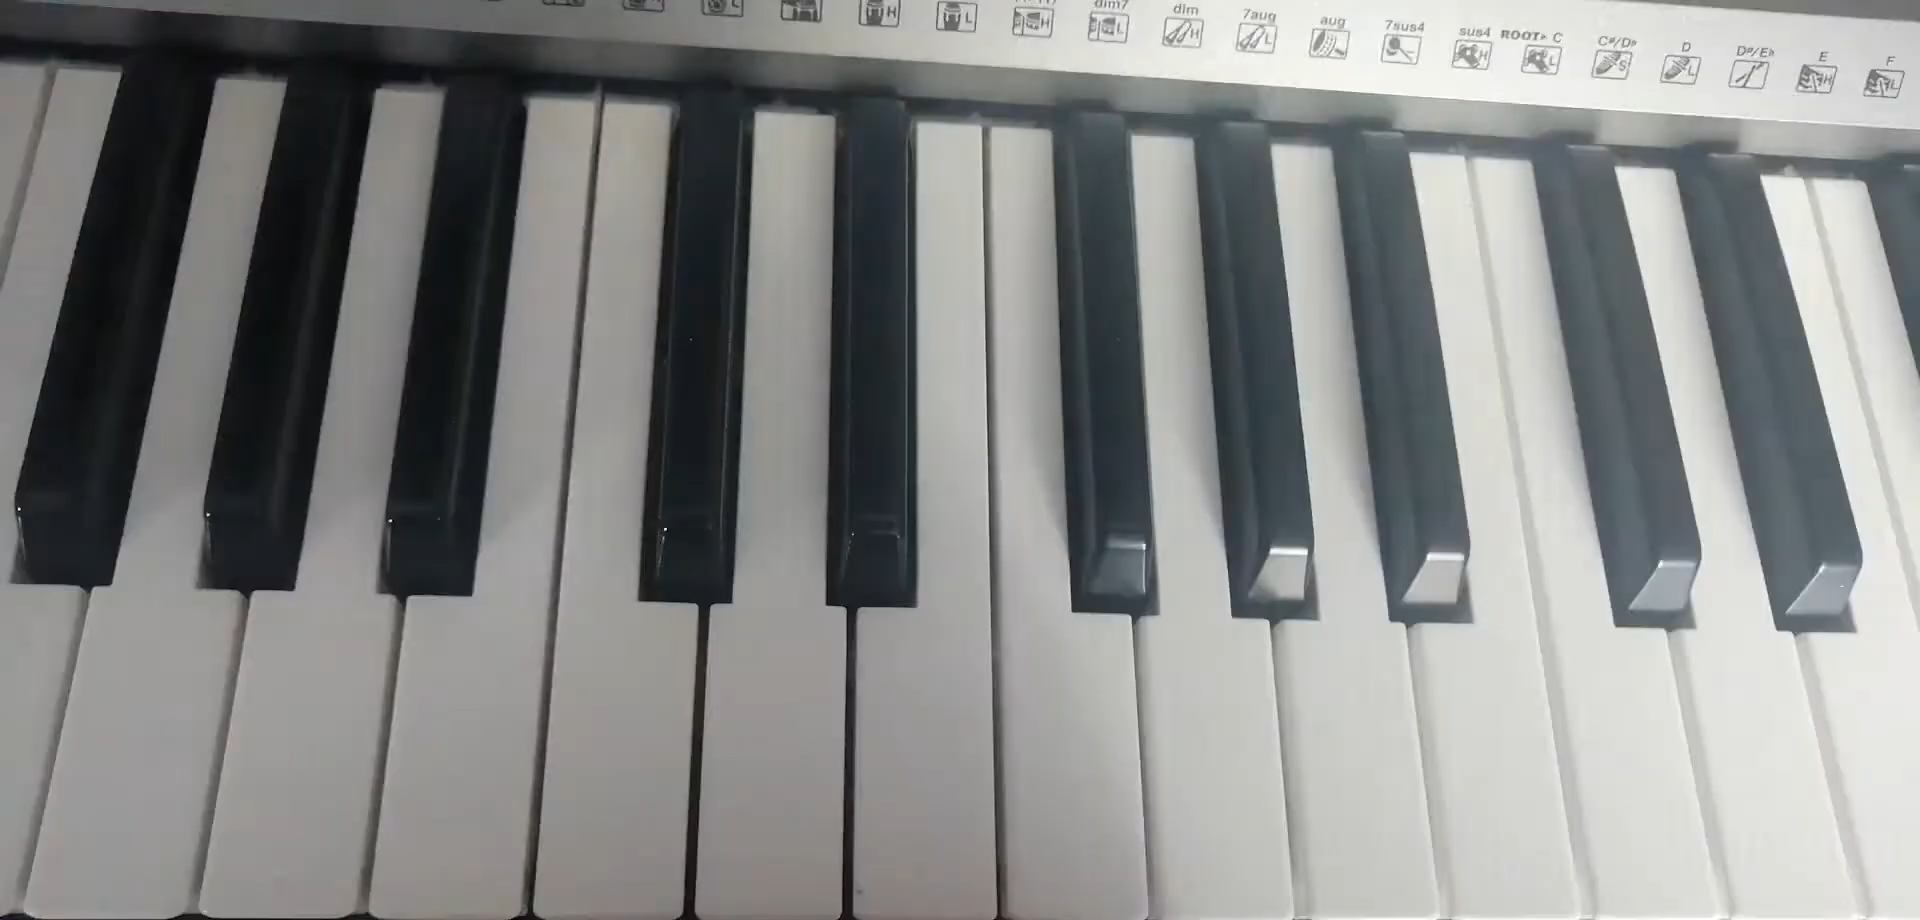 dim7 dim 7aug aug 7sus4 sus4 ROOT▸ C C#/D♭ D D#/E♭ E F
H L H L H L H L H L S L H L